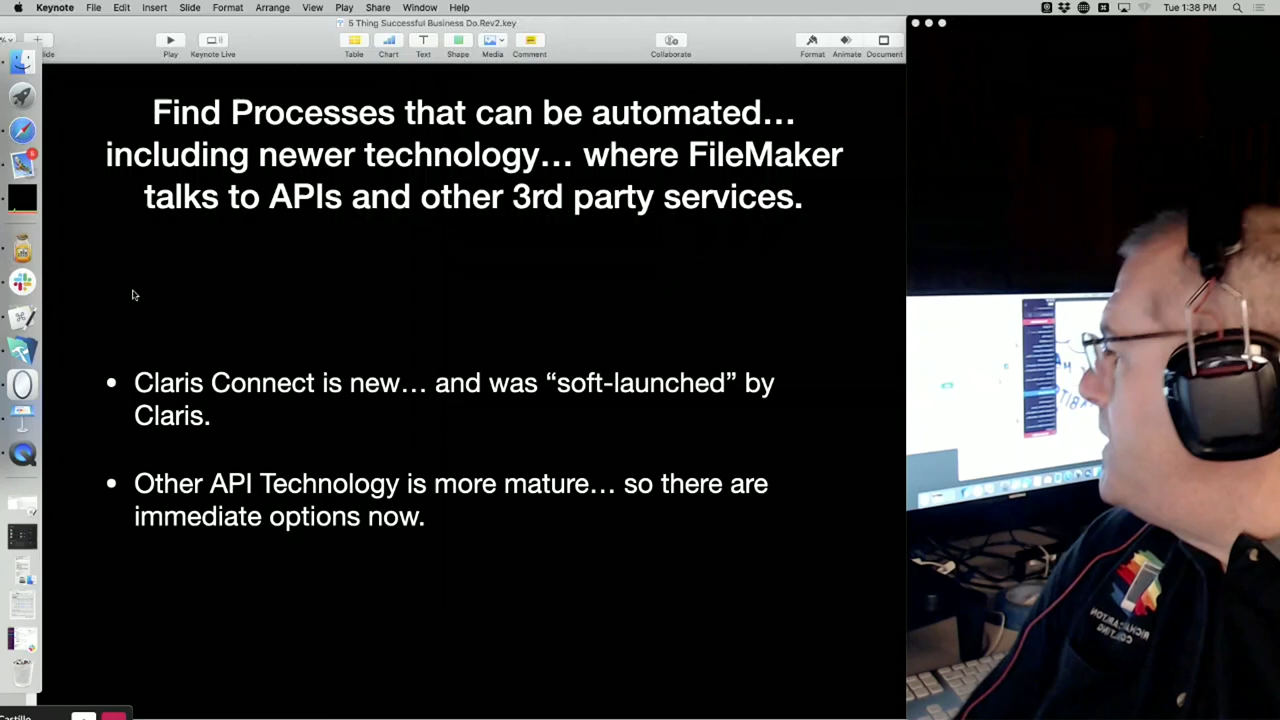 Keynote File Edit Insert Slide Format Arrange View Play Share Window Help Tue 1:38 PM
5 Thing Successful Business Do.Rev2.key
Play Keynote Live Table Chart Text Shape Media Comment Collaborate Format Animate Document
Find Processes that can be automated…
including newer technology… where FileMaker
talks to APIs and other 3rd party services.
• Claris Connect is new… and was “soft-launched” by
Claris.
• Other API Technology is more mature… so there are
immediate options now.
Castillo